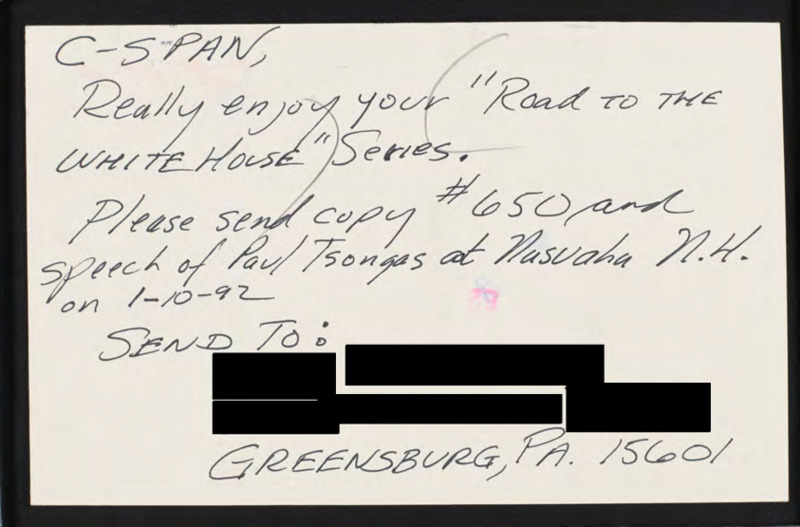 C-SPAN,
Really enjoy your "Road TO THE
WHITE HOUSE" Series.
Please send copy #650 and
speech of Paul Tsongas at Nusvaha N.H.
on 1-10-92
SEND TO:
GREENSBURG, PA. 15601